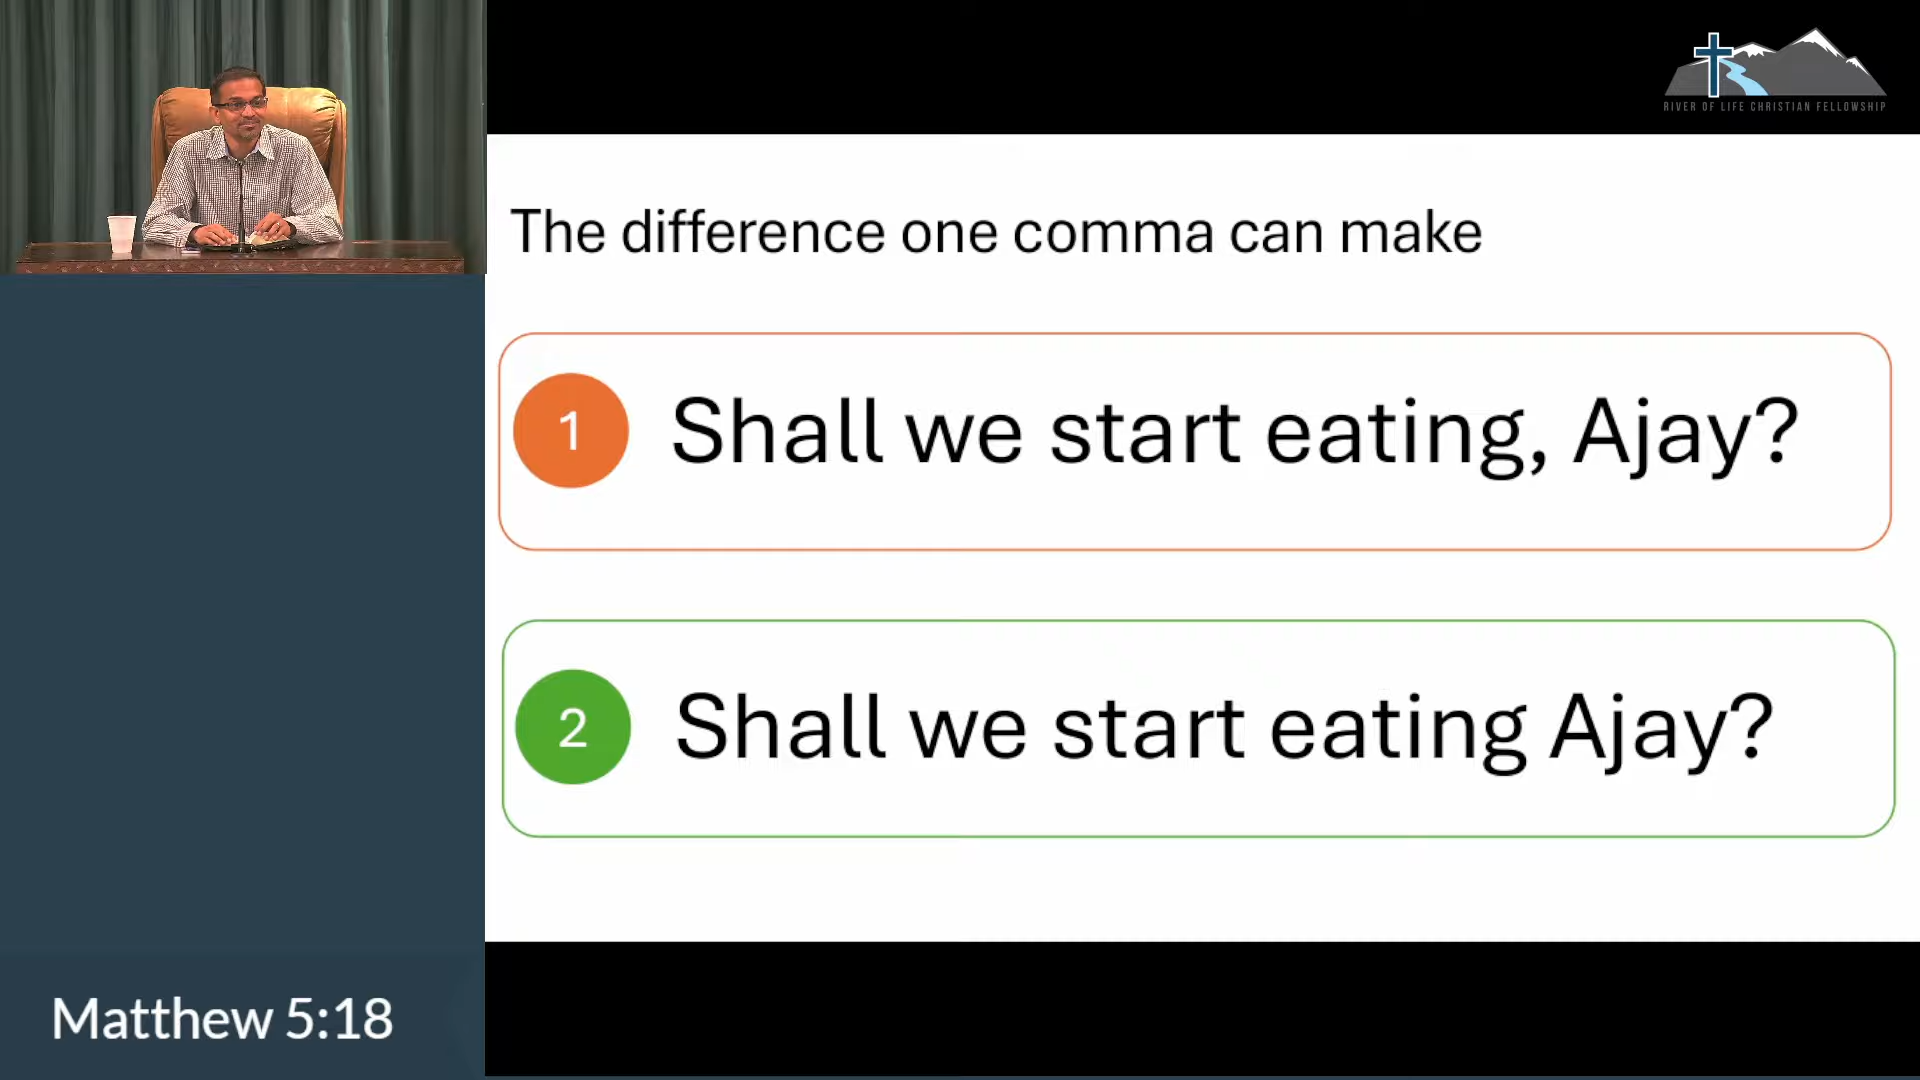 RIVER OF LIFE CHRISTIAN FELLOWSHIP
The difference one comma can make
1 Shall we start eating, Ajay?
2 Shall we start eating Ajay?
Matthew 5:18